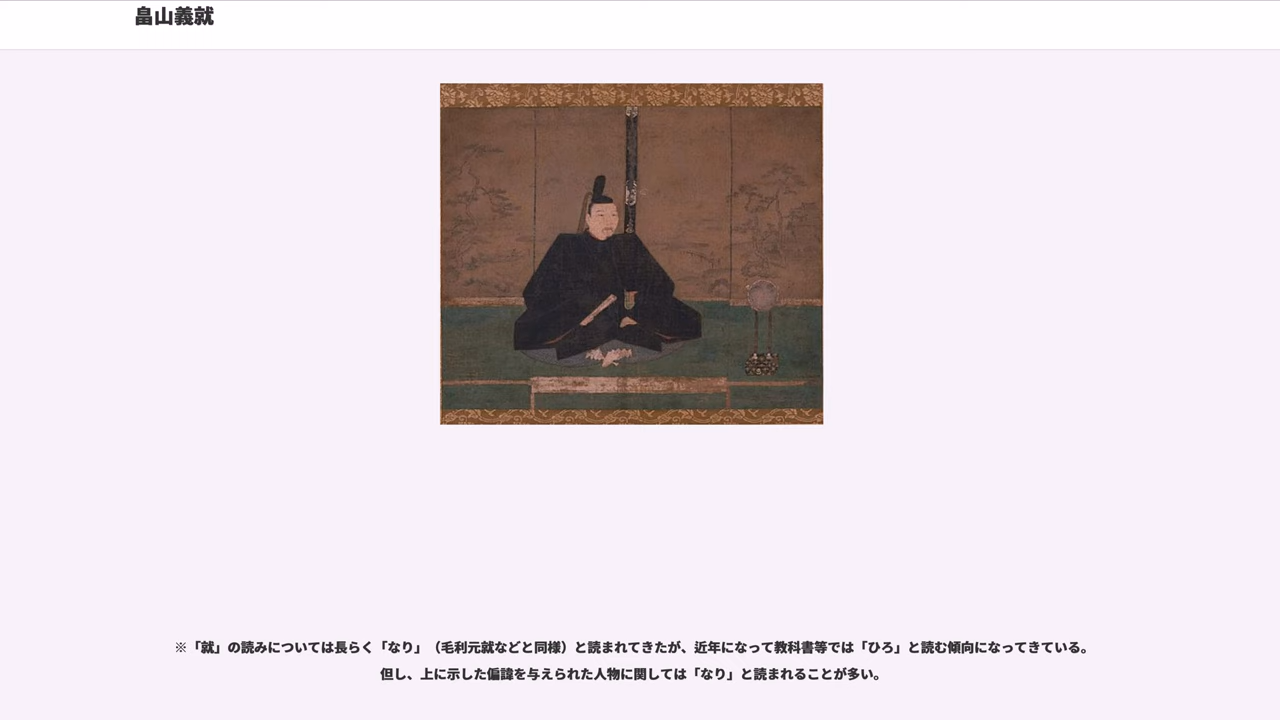 畠山義就
※「就」の読みについては長らく「なり」（毛利元就などと同様）と読まれてきたが、近年になって教科書等では「ひろ」と読む傾向になってきている。
但し、上に示した偏諱を与えられた人物に関しては「なり」と読まれることが多い。